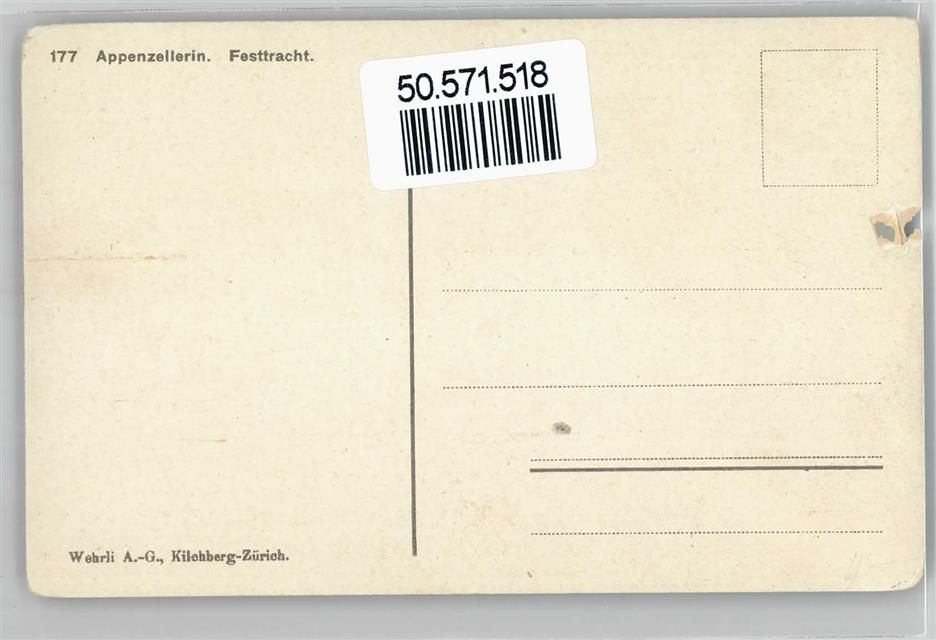 177 Appenzellerin. Festtracht.
50.571.518
Wehrli A.-G., Kilchberg-Zürich.